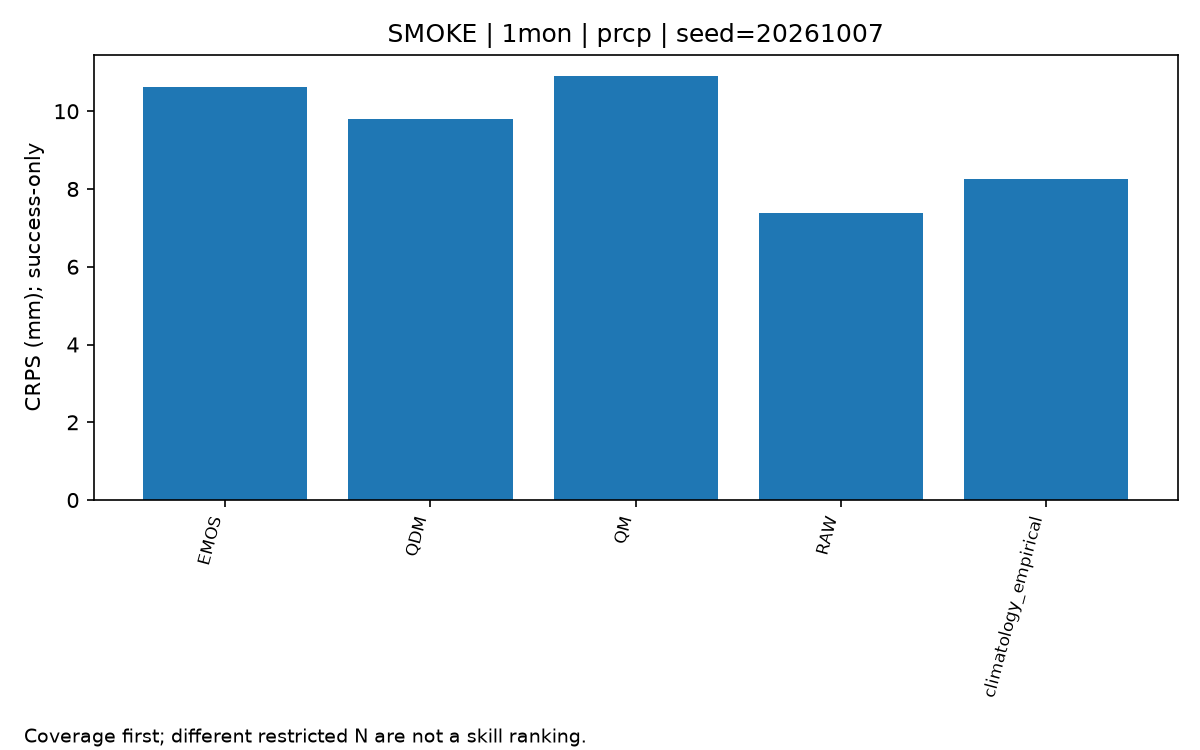 SMOKE | 1mon | prcp | seed=20261007
CRPS (mm); success-only
10
8
6
4
2
0
EMOS
QDM
QM
RAW
climatology_empirical
Coverage first; different restricted N are not a skill ranking.